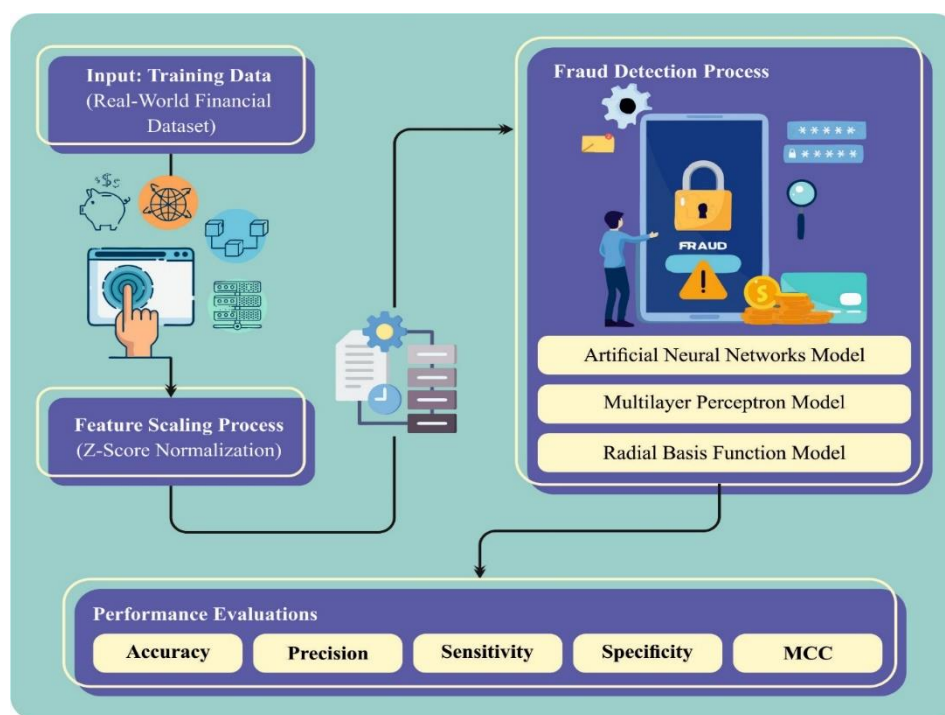 Input: Training Data
(Real-World Financial
Dataset)
$$$
Feature Scaling Process
(Z-Score Normalization)
Fraud Detection Process
*****
*****
FRAUD
!
$
Artificial Neural Networks Model
Multilayer Perceptron Model
Radial Basis Function Model
Performance Evaluations
Accuracy
Precision
Sensitivity
Specificity
MCC